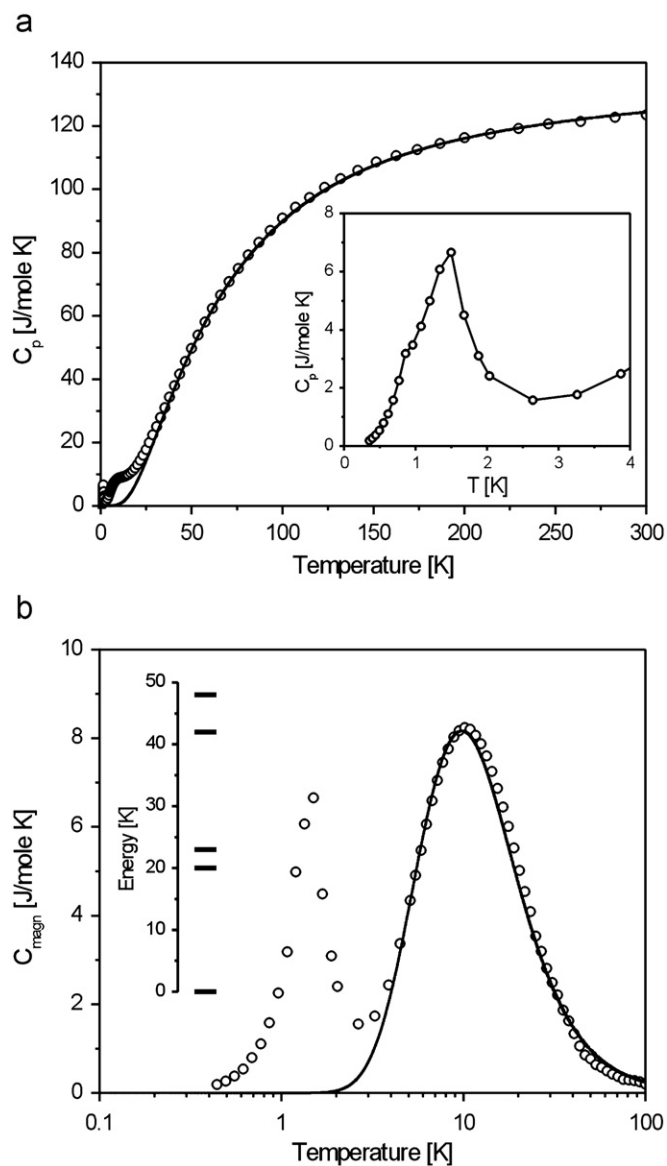 a
140
120
100
80
60
40
20
0
C_p [J/mole K]
0 50 100 150 200 250 300
Temperature [K]
8
6
4
2
0
C_p [J/mole K]
0 1 2 3 4
T [K]
b
10
8
6
4
2
0
C_magn [J/mole K]
50
40
30
20
10
0
Energy [K]
0.1 1 10 100
Temperature [K]